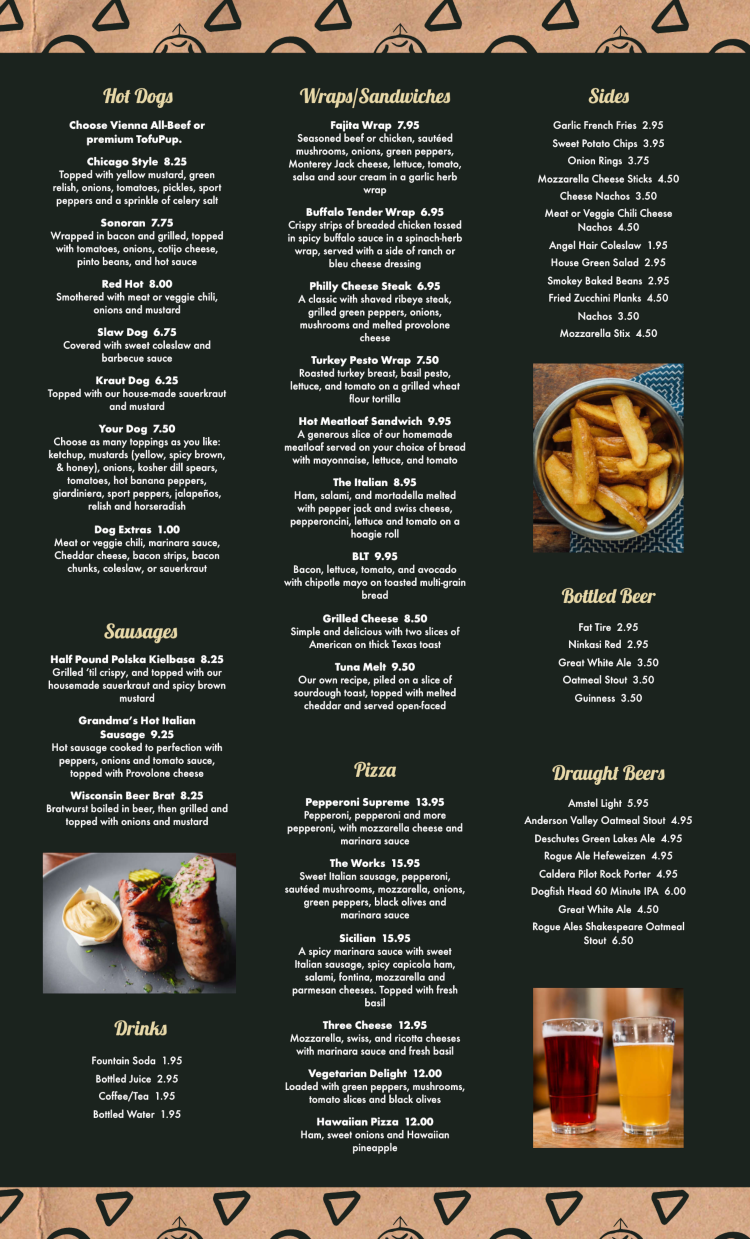 Hot Dogs
Choose Vienna All-Beef or
premium TofuPup.
Chicago Style 8.25
Topped with yellow mustard, green
relish, onions, tomatoes, pickles, sport
peppers and a sprinkle of celery salt
Sonoran 7.75
Wrapped in bacon and grilled, topped
with tomatoes, onions, cotijo cheese,
pinto beans, and hot sauce
Red Hot 8.00
Smothered with meat or veggie chili,
onions and mustard
Slaw Dog 6.75
Covered with sweet coleslaw and
barbecue sauce
Kraut Dog 6.25
Topped with our house-made sauerkraut
and mustard
Your Dog 7.50
Choose as many toppings as you like:
ketchup, mustards (yellow, spicy brown,
& honey), onions, kosher dill spears,
tomatoes, hot banana peppers,
giardiniera, sport peppers, jalapeños,
relish and horseradish
Dog Extras 1.00
Meat or veggie chili, marinara sauce,
Cheddar cheese, bacon strips, bacon
chunks, coleslaw, or sauerkraut
Sausages
Half Pound Polska Kielbasa 8.25
Grilled ’til crispy, and topped with our
housemade sauerkraut and spicy brown
mustard
Grandma’s Hot Italian
Sausage 9.25
Hot sausage cooked to perfection with
peppers, onions and tomato sauce,
topped with Provolone cheese
Wisconsin Beer Brat 8.25
Bratwurst boiled in beer, then grilled and
topped with onions and mustard
Drinks
Fountain Soda 1.95
Bottled Juice 2.95
Coffee/Tea 1.95
Bottled Water 1.95
Wraps/Sandwiches
Fajita Wrap 7.95
Seasoned beef or chicken, sautéed
mushrooms, onions, green peppers,
Monterey Jack cheese, lettuce, tomato,
salsa and sour cream in a garlic herb
wrap
Buffalo Tender Wrap 6.95
Crispy strips of breaded chicken tossed
in spicy buffalo sauce in a spinach-herb
wrap, served with a side of ranch or
bleu cheese dressing
Philly Cheese Steak 6.95
A classic with shaved ribeye steak,
grilled green peppers, onions,
mushrooms and melted provolone
cheese
Turkey Pesto Wrap 7.50
Roasted turkey breast, basil pesto,
lettuce, and tomato on a grilled wheat
flour tortilla
Hot Meatloaf Sandwich 9.95
A generous slice of our homemade
meatloaf served on your choice of bread
with mayonnaise, lettuce, and tomato
The Italian 8.95
Ham, salami, and mortadella melted
with pepper jack and swiss cheese,
pepperoncini, lettuce and tomato on a
hoagie roll
BLT 9.95
Bacon, lettuce, tomato, and avocado
with chipotle mayo on toasted multi-grain
bread
Grilled Cheese 8.50
Simple and delicious with two slices of
American on thick Texas toast
Tuna Melt 9.50
Our own recipe, piled on a slice of
sourdough toast, topped with melted
cheddar and served open-faced
Pizza
Pepperoni Supreme 13.95
Pepperoni, pepperoni and more
pepperoni, with mozzarella cheese and
marinara sauce
The Works 15.95
Sweet Italian sausage, pepperoni,
sautéed mushrooms, mozzarella, onions,
green peppers, black olives and
marinara sauce
Sicilian 15.95
A spicy marinara sauce with sweet
Italian sausage, spicy capicola ham,
salami, fontina, mozzarella and
parmesan cheeses. Topped with fresh
basil
Three Cheese 12.95
Mozzarella, swiss, and ricotta cheeses
with marinara sauce and fresh basil
Vegetarian Delight 12.00
Loaded with green peppers, mushrooms,
tomato slices and black olives
Hawaiian Pizza 12.00
Ham, sweet onions and Hawaiian
pineapple
Sides
Garlic French Fries 2.95
Sweet Potato Chips 3.95
Onion Rings 3.75
Mozzarella Cheese Sticks 4.50
Cheese Nachos 3.50
Meat or Veggie Chili Cheese
Nachos 4.50
Angel Hair Coleslaw 1.95
House Green Salad 2.95
Smokey Baked Beans 2.95
Fried Zucchini Planks 4.50
Nachos 3.50
Mozzarella Stix 4.50
Bottled Beer
Fat Tire 2.95
Ninkasi Red 2.95
Great White Ale 3.50
Oatmeal Stout 3.50
Guinness 3.50
Draught Beers
Amstel Light 5.95
Anderson Valley Oatmeal Stout 4.95
Deschutes Green Lakes Ale 4.95
Rogue Ale Hefeweizen 4.95
Caldera Pilot Rock Porter 4.95
Dogfish Head 60 Minute IPA 6.00
Great White Ale 4.50
Rogue Ales Shakespeare Oatmeal
Stout 6.50